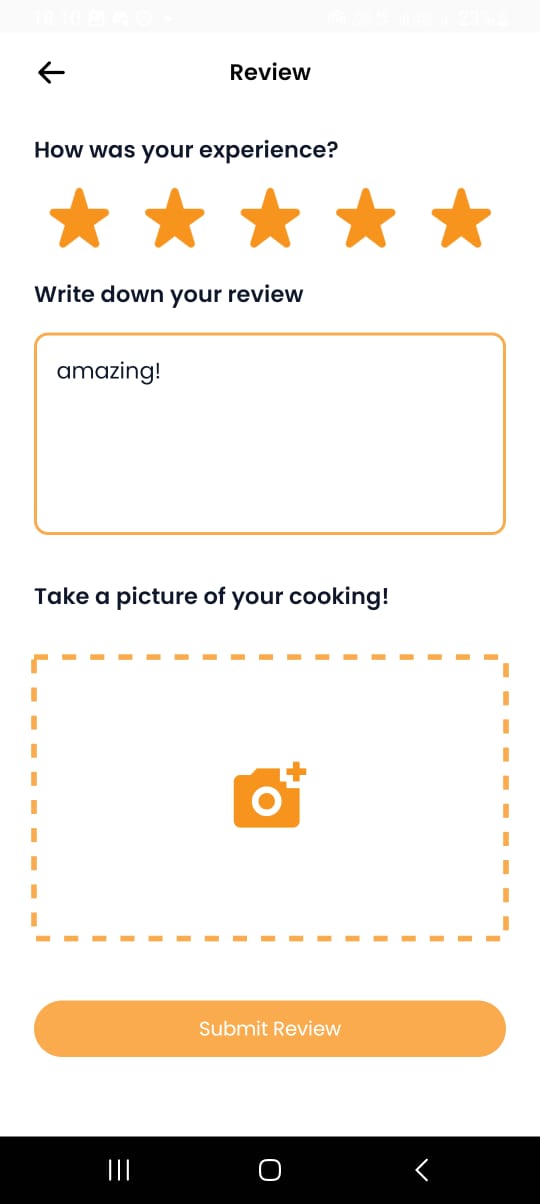 Review
How was your experience?
Write down your review
amazing!
Take a picture of your cooking!
Submit Review